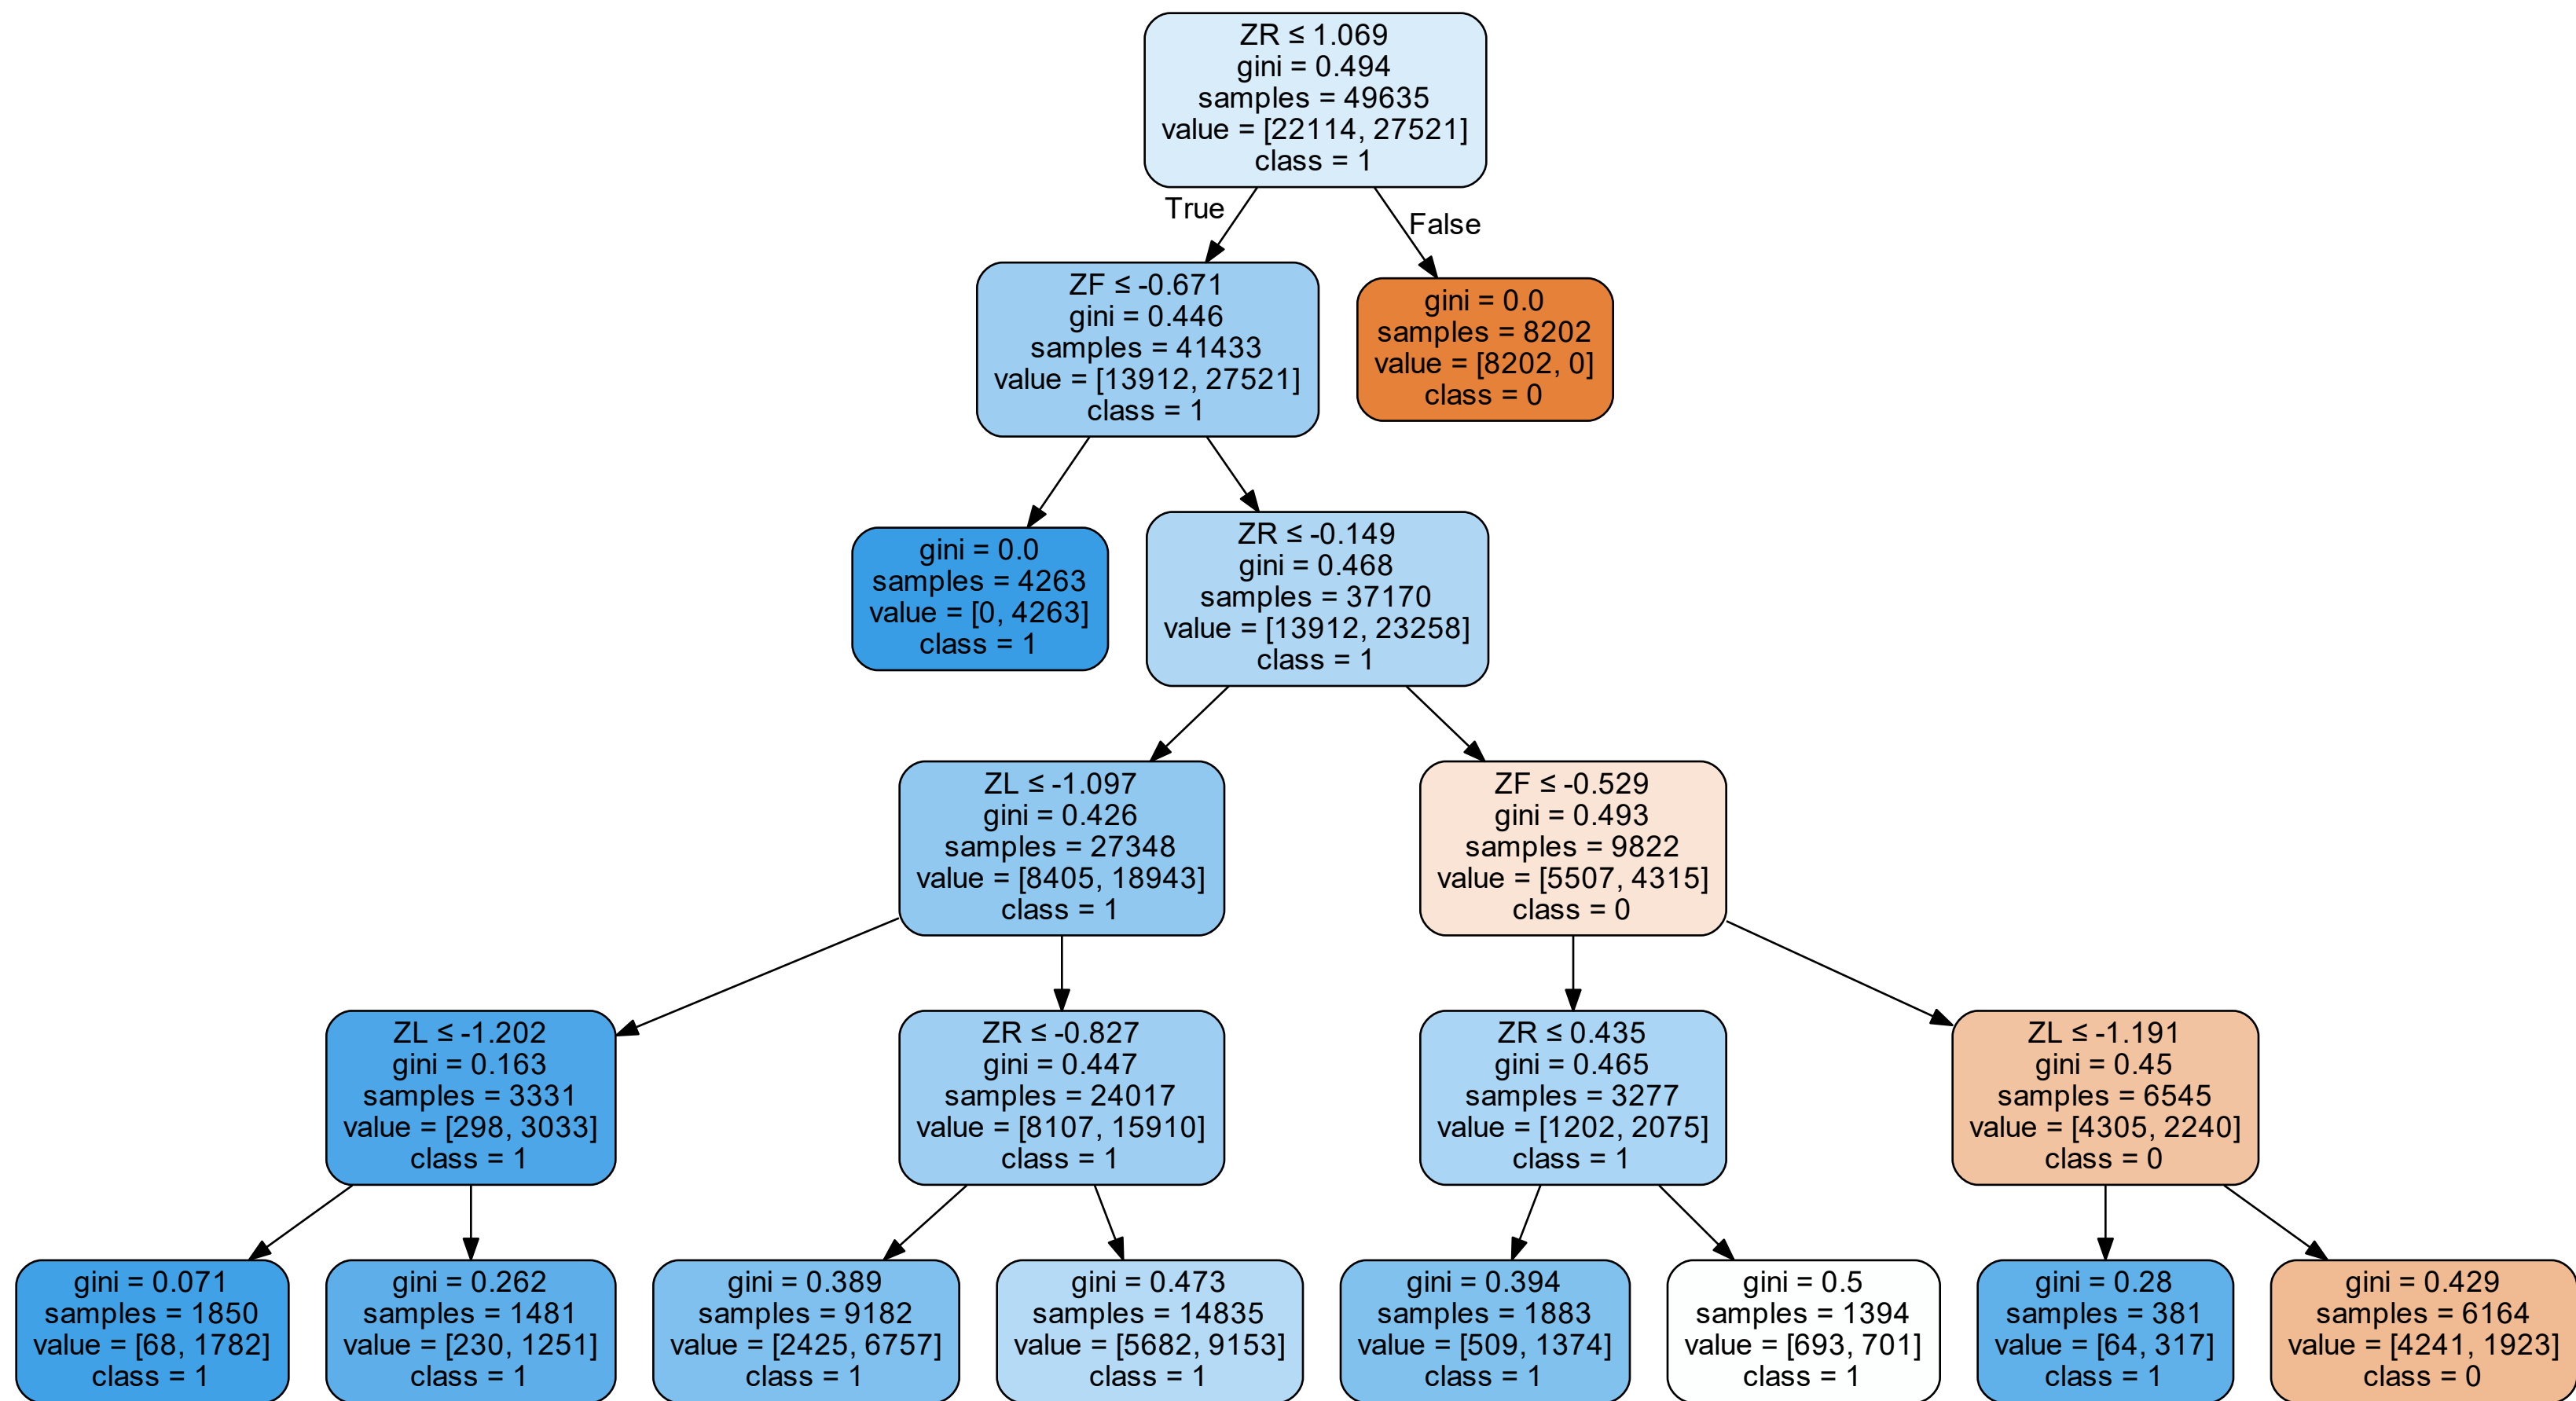 ZR ≤ 1.069
gini = 0.494
samples = 49635
value = [22114, 27521]
class = 1
True
False
ZF ≤ -0.671
gini = 0.446
samples = 41433
value = [13912, 27521]
class = 1
gini = 0.0
samples = 8202
value = [8202, 0]
class = 0
gini = 0.0
samples = 4263
value = [0, 4263]
class = 1
ZR ≤ -0.149
gini = 0.468
samples = 37170
value = [13912, 23258]
class = 1
ZL ≤ -1.097
gini = 0.426
samples = 27348
value = [8405, 18943]
class = 1
ZF ≤ -0.529
gini = 0.493
samples = 9822
value = [5507, 4315]
class = 0
ZL ≤ -1.202
gini = 0.163
samples = 3331
value = [298, 3033]
class = 1
ZR ≤ -0.827
gini = 0.447
samples = 24017
value = [8107, 15910]
class = 1
ZR ≤ 0.435
gini = 0.465
samples = 3277
value = [1202, 2075]
class = 1
ZL ≤ -1.191
gini = 0.45
samples = 6545
value = [4305, 2240]
class = 0
gini = 0.071
samples = 1850
value = [68, 1782]
class = 1
gini = 0.262
samples = 1481
value = [230, 1251]
class = 1
gini = 0.389
samples = 9182
value = [2425, 6757]
class = 1
gini = 0.473
samples = 14835
value = [5682, 9153]
class = 1
gini = 0.394
samples = 1883
value = [509, 1374]
class = 1
gini = 0.5
samples = 1394
value = [693, 701]
class = 1
gini = 0.28
samples = 381
value = [64, 317]
class = 1
gini = 0.429
samples = 6164
value = [4241, 1923]
class = 0